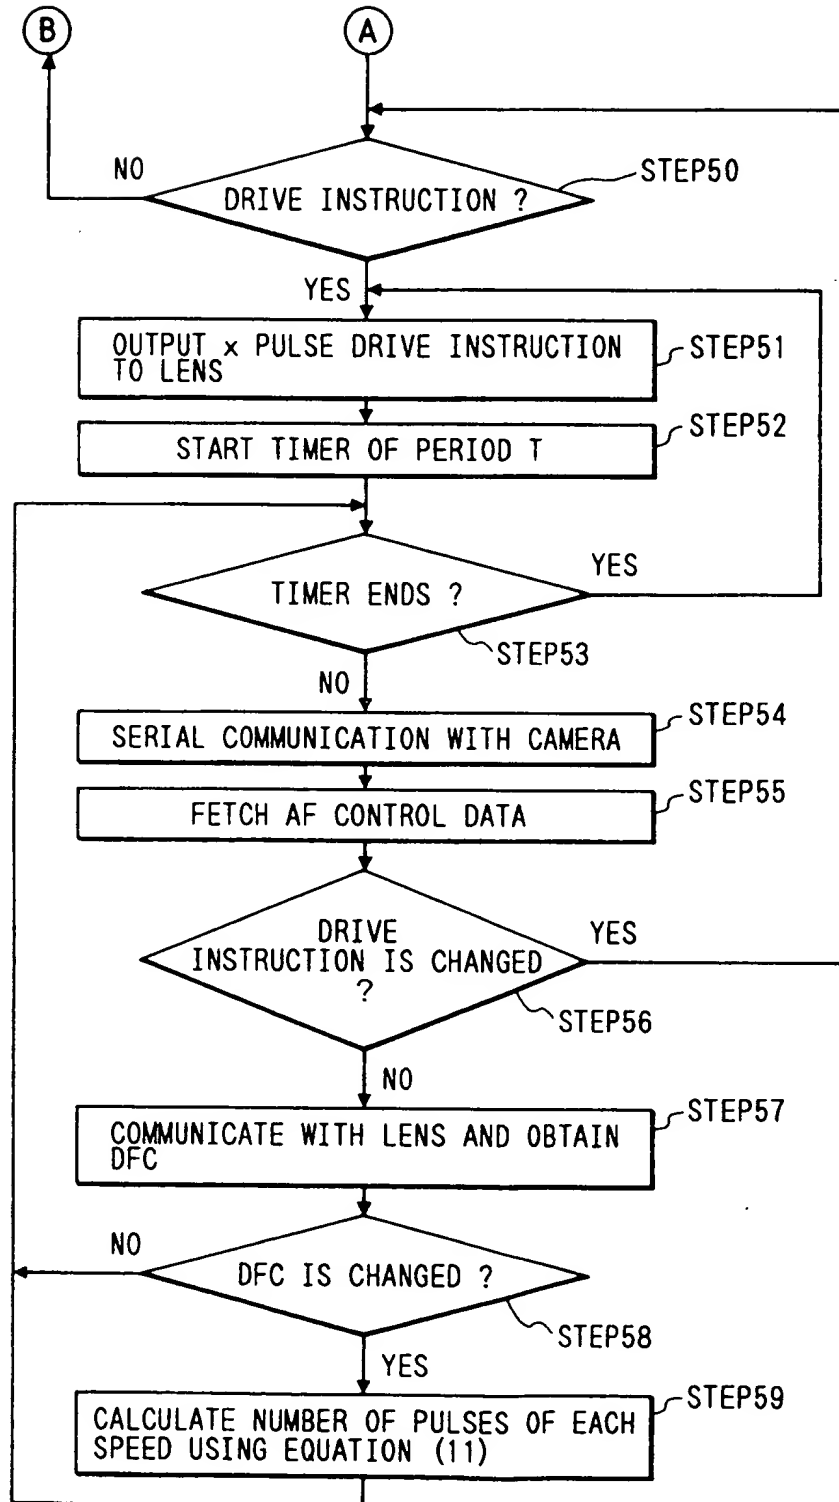 B
A
NO
DRIVE INSTRUCTION ?
STEP50
YES
OUTPUT x PULSE DRIVE INSTRUCTION
TO LENS
STEP51
START TIMER OF PERIOD T
STEP52
TIMER ENDS ?
YES
STEP53
NO
SERIAL COMMUNICATION WITH CAMERA
STEP54
FETCH AF CONTROL DATA
STEP55
DRIVE
INSTRUCTION IS CHANGED
?
YES
STEP56
NO
COMMUNICATE WITH LENS AND OBTAIN
DFC
STEP57
NO
DFC IS CHANGED ?
STEP58
YES
CALCULATE NUMBER OF PULSES OF EACH
SPEED USING EQUATION (11)
STEP59